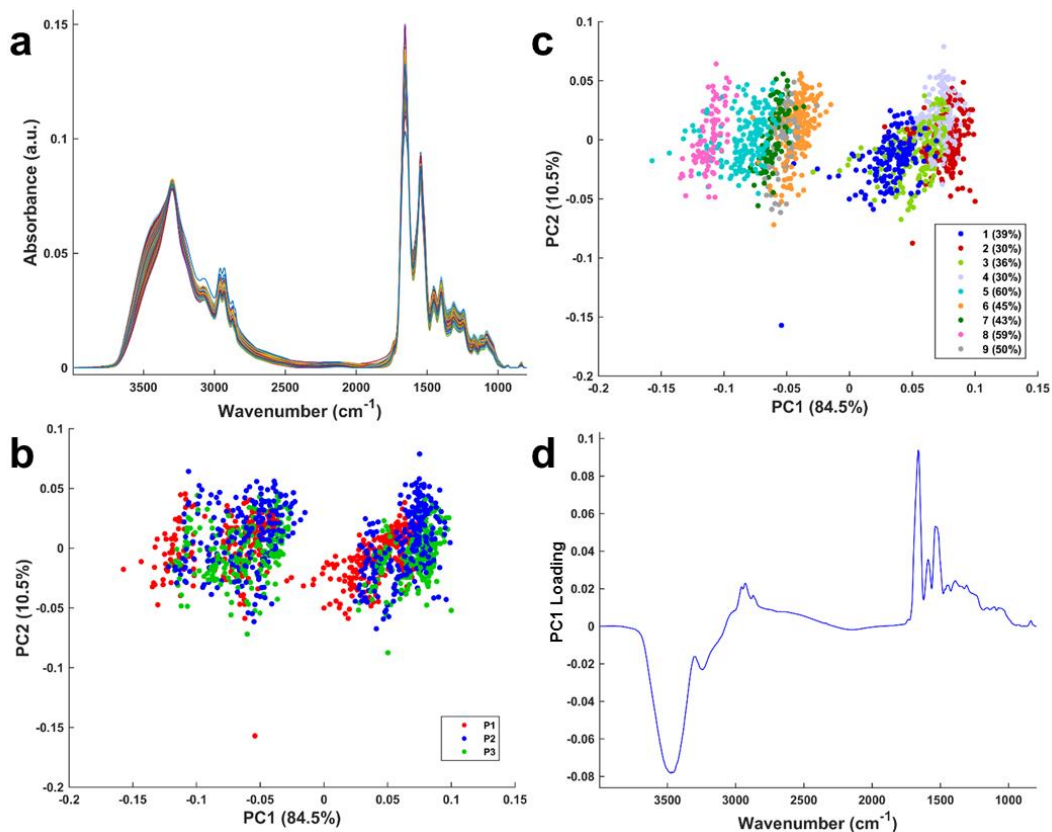 a
0.15
0.1
0.05
0
Absorbance (a.u.)
3500 3000 2500 2000 1500 1000
Wavenumber (cm-1)
c
0.1
0.05
0
-0.05
-0.1
-0.15
-0.2
PC2 (10.5%)
1 (39%)
2 (30%)
3 (36%)
4 (30%)
5 (60%)
6 (45%)
7 (43%)
8 (59%)
9 (50%)
-0.2 -0.15 -0.1 -0.05 0 0.05 0.1 0.15
PC1 (84.5%)
b
0.1
0.05
0
-0.05
-0.1
-0.15
-0.2
PC2 (10.5%)
P1
P2
P3
-0.2 -0.15 -0.1 -0.05 0 0.05 0.1 0.15
PC1 (84.5%)
d
0.1
0.08
0.06
0.04
0.02
0
-0.02
-0.04
-0.06
-0.08
PC1 Loading
3500 3000 2500 2000 1500 1000
Wavenumber (cm-1)